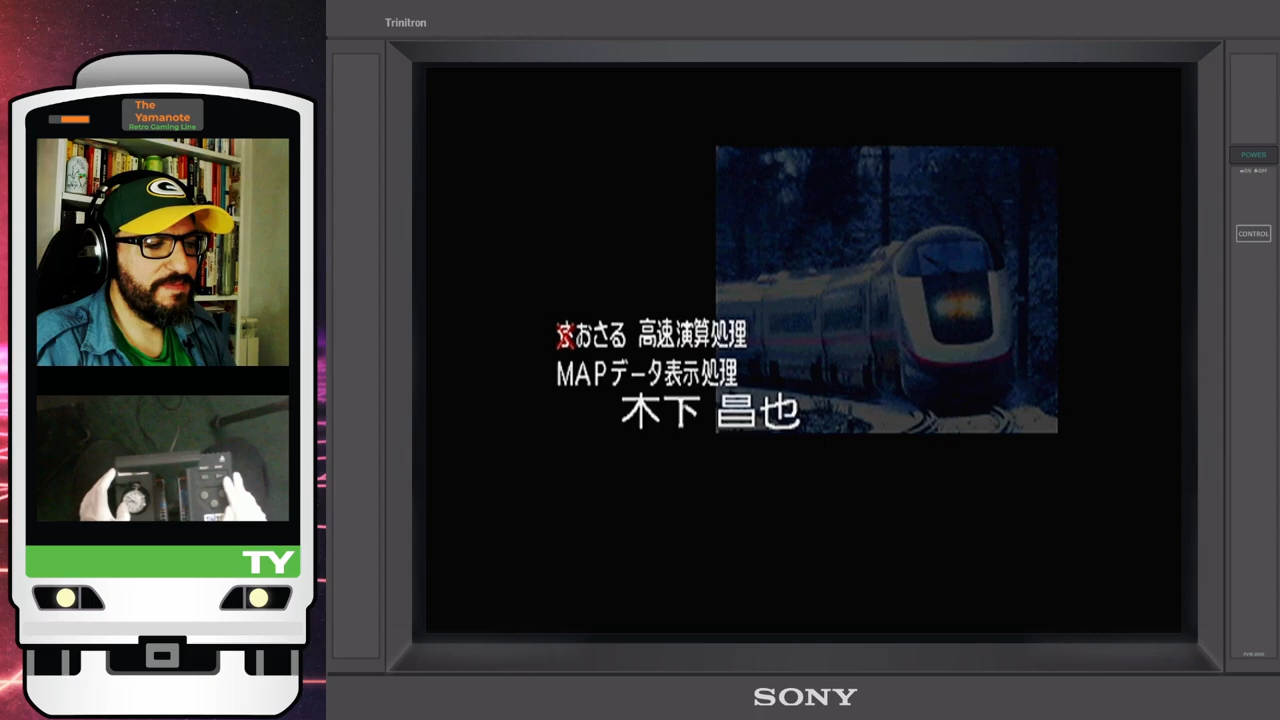 Trinitron
The
Yamanote
Retro Gaming Line
POWER
CONTROL
おさる 高速演算処理
MAPデータ表示処理
木下 昌也
TY
SONY